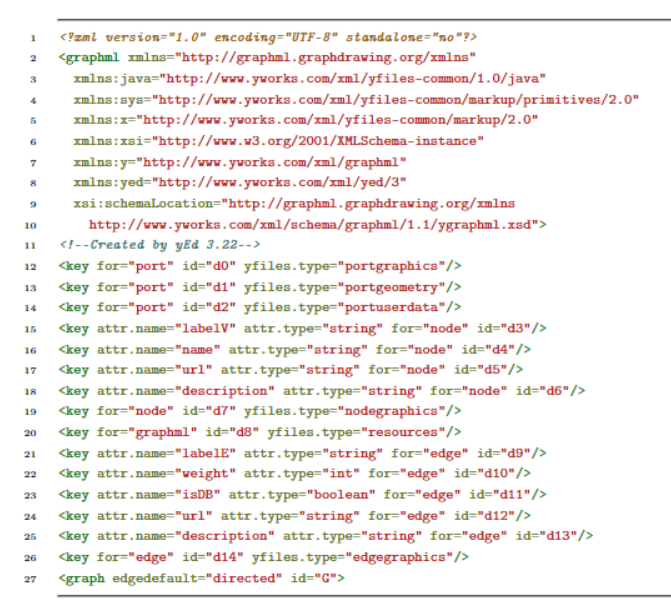 1 <?xml version="1.0" encoding="UTF-8" standalone="no"?>
2 <graphml xmlns="http://graphml.graphdrawing.org/xmlns"
3 xmlns:java="http://www.yworks.com/xml/yfiles-common/1.0/java"
4 xmlns:sys="http://www.yworks.com/xml/yfiles-common/markup/primitives/2.0"
5 xmlns:x="http://www.yworks.com/xml/yfiles-common/markup/2.0"
6 xmlns:xsi="http://www.w3.org/2001/XMLSchema-instance"
7 xmlns:y="http://www.yworks.com/xml/graphml"
8 xmlns:yed="http://www.yworks.com/xml/yed/3"
9 xsi:schemaLocation="http://graphml.graphdrawing.org/xmlns
10 http://www.yworks.com/xml/schema/graphml/1.1/ygraphml.xsd">
11 <!--Created by yEd 3.22-->
12 <key for="port" id="d0" yfiles.type="portgraphics"/>
13 <key for="port" id="d1" yfiles.type="portgeometry"/>
14 <key for="port" id="d2" yfiles.type="portuserdata"/>
15 <key attr.name="labelV" attr.type="string" for="node" id="d3"/>
16 <key attr.name="name" attr.type="string" for="node" id="d4"/>
17 <key attr.name="url" attr.type="string" for="node" id="d5"/>
18 <key attr.name="description" attr.type="string" for="node" id="d6"/>
19 <key for="node" id="d7" yfiles.type="nodegraphics"/>
20 <key for="graphml" id="d8" yfiles.type="resources"/>
21 <key attr.name="labelE" attr.type="string" for="edge" id="d9"/>
22 <key attr.name="weight" attr.type="int" for="edge" id="d10"/>
23 <key attr.name="isDB" attr.type="boolean" for="edge" id="d11"/>
24 <key attr.name="url" attr.type="string" for="edge" id="d12"/>
25 <key attr.name="description" attr.type="string" for="edge" id="d13"/>
26 <key for="edge" id="d14" yfiles.type="edgegraphics"/>
27 <graph edgedefault="directed" id="G">